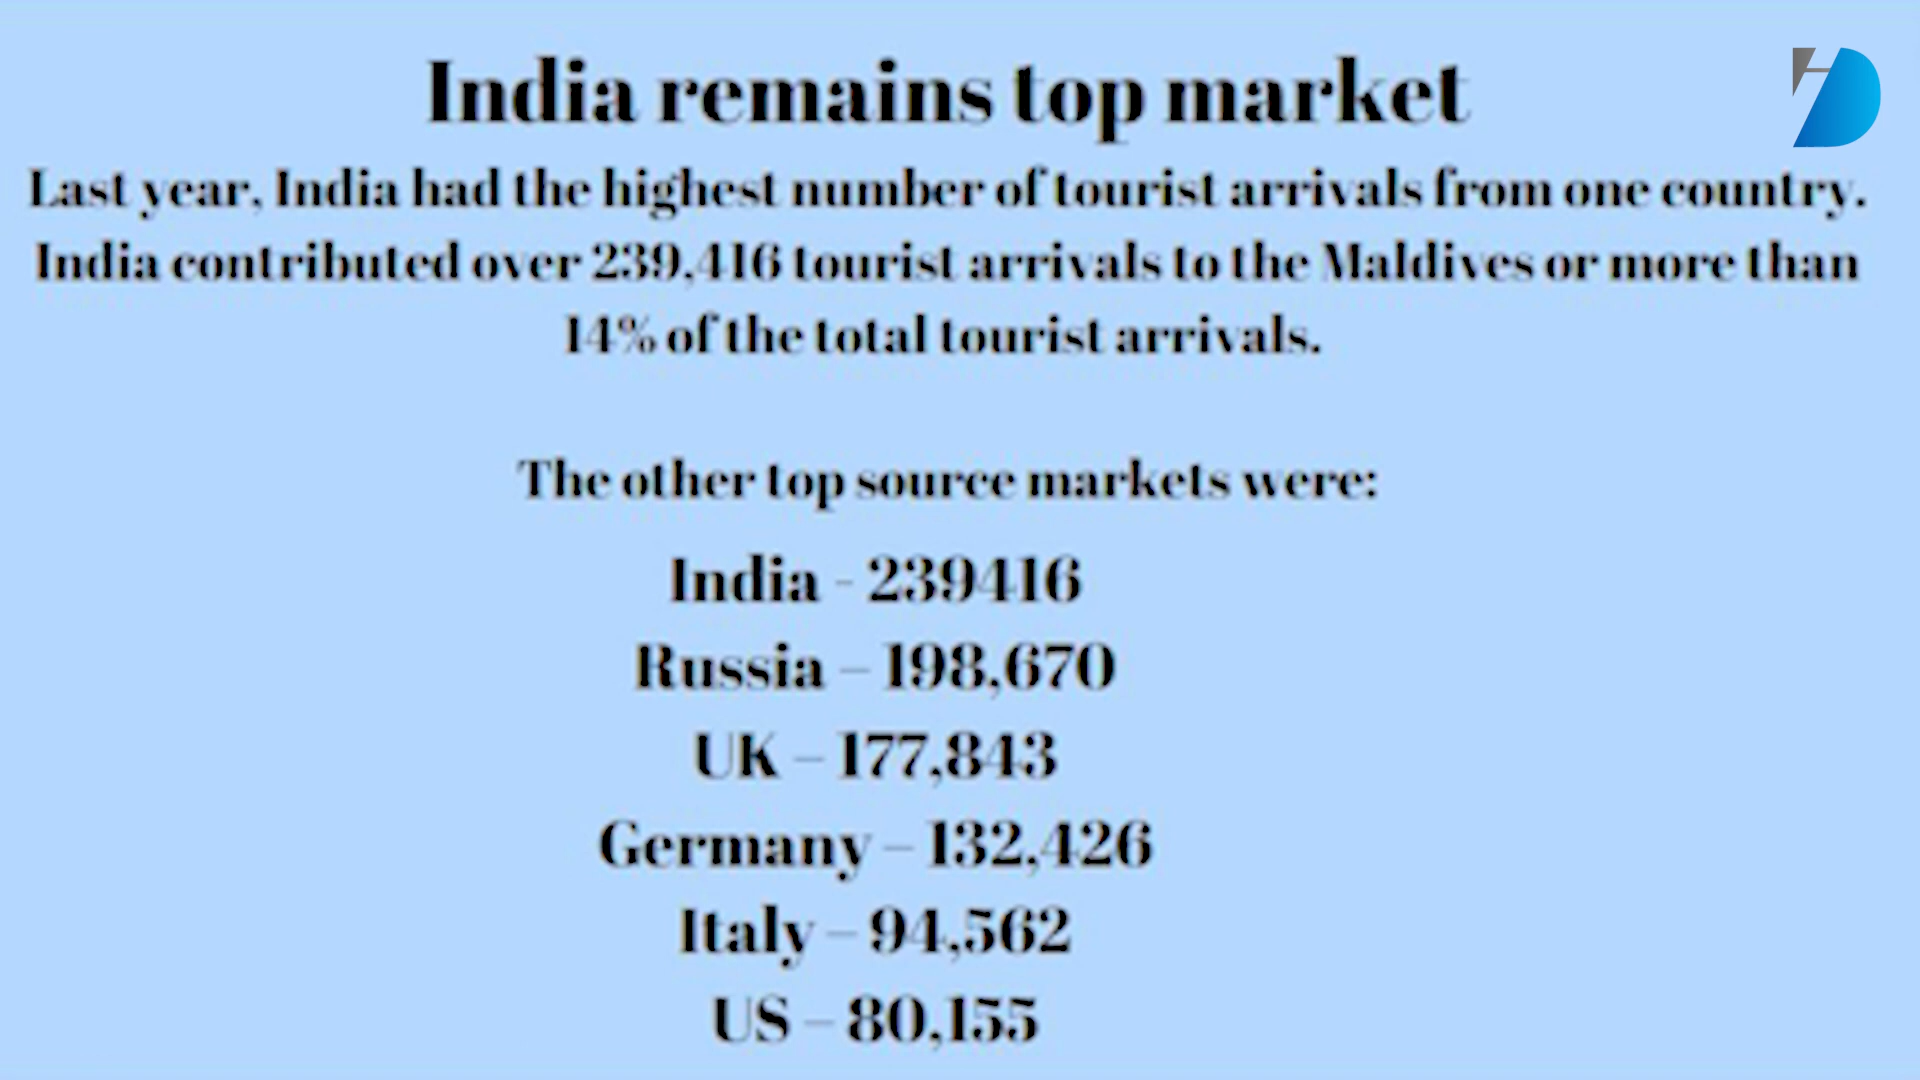 India remains top market
Last year, India had the highest number of tourist arrivals from one country.
India contributed over 239,416 tourist arrivals to the Maldives or more than
14% of the total tourist arrivals.
The other top source markets were:
India - 239416
Russia – 198,670
UK – 177,843
Germany – 132,426
Italy – 94,562
US – 80,155